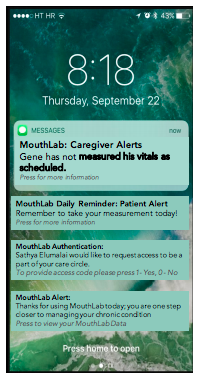 HT HR 43%
8:18
Thursday, September 22
MESSAGES now
MouthLab: Caregiver Alerts
Gene has not measured his vitals as
scheduled.
Press for more information
MouthLab Daily Reminder: Patient Alert
Remember to take your measurement today!
Press for more information
MouthLab Authentication:
Sathya Elumalai would like to request access to be a
part of your care circle.
To provide access code please press 1- Yes, 0 - No
MouthLab Alert:
Thanks for using MouthLab today; you are one step
closer to managing your chronic condition
Press to view your MouthLab Data
Press home to open